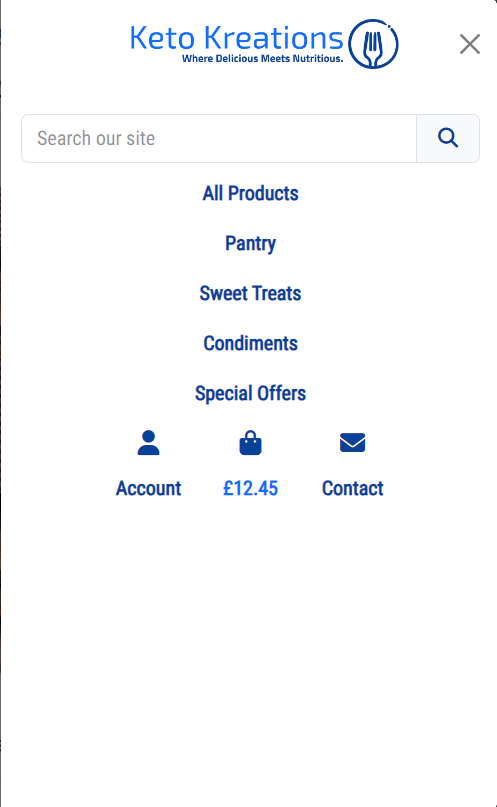 Keto Kreations
Where Delicious Meets Nutritious.
Search our site
All Products
Pantry
Sweet Treats
Condiments
Special Offers
Account £12.45 Contact